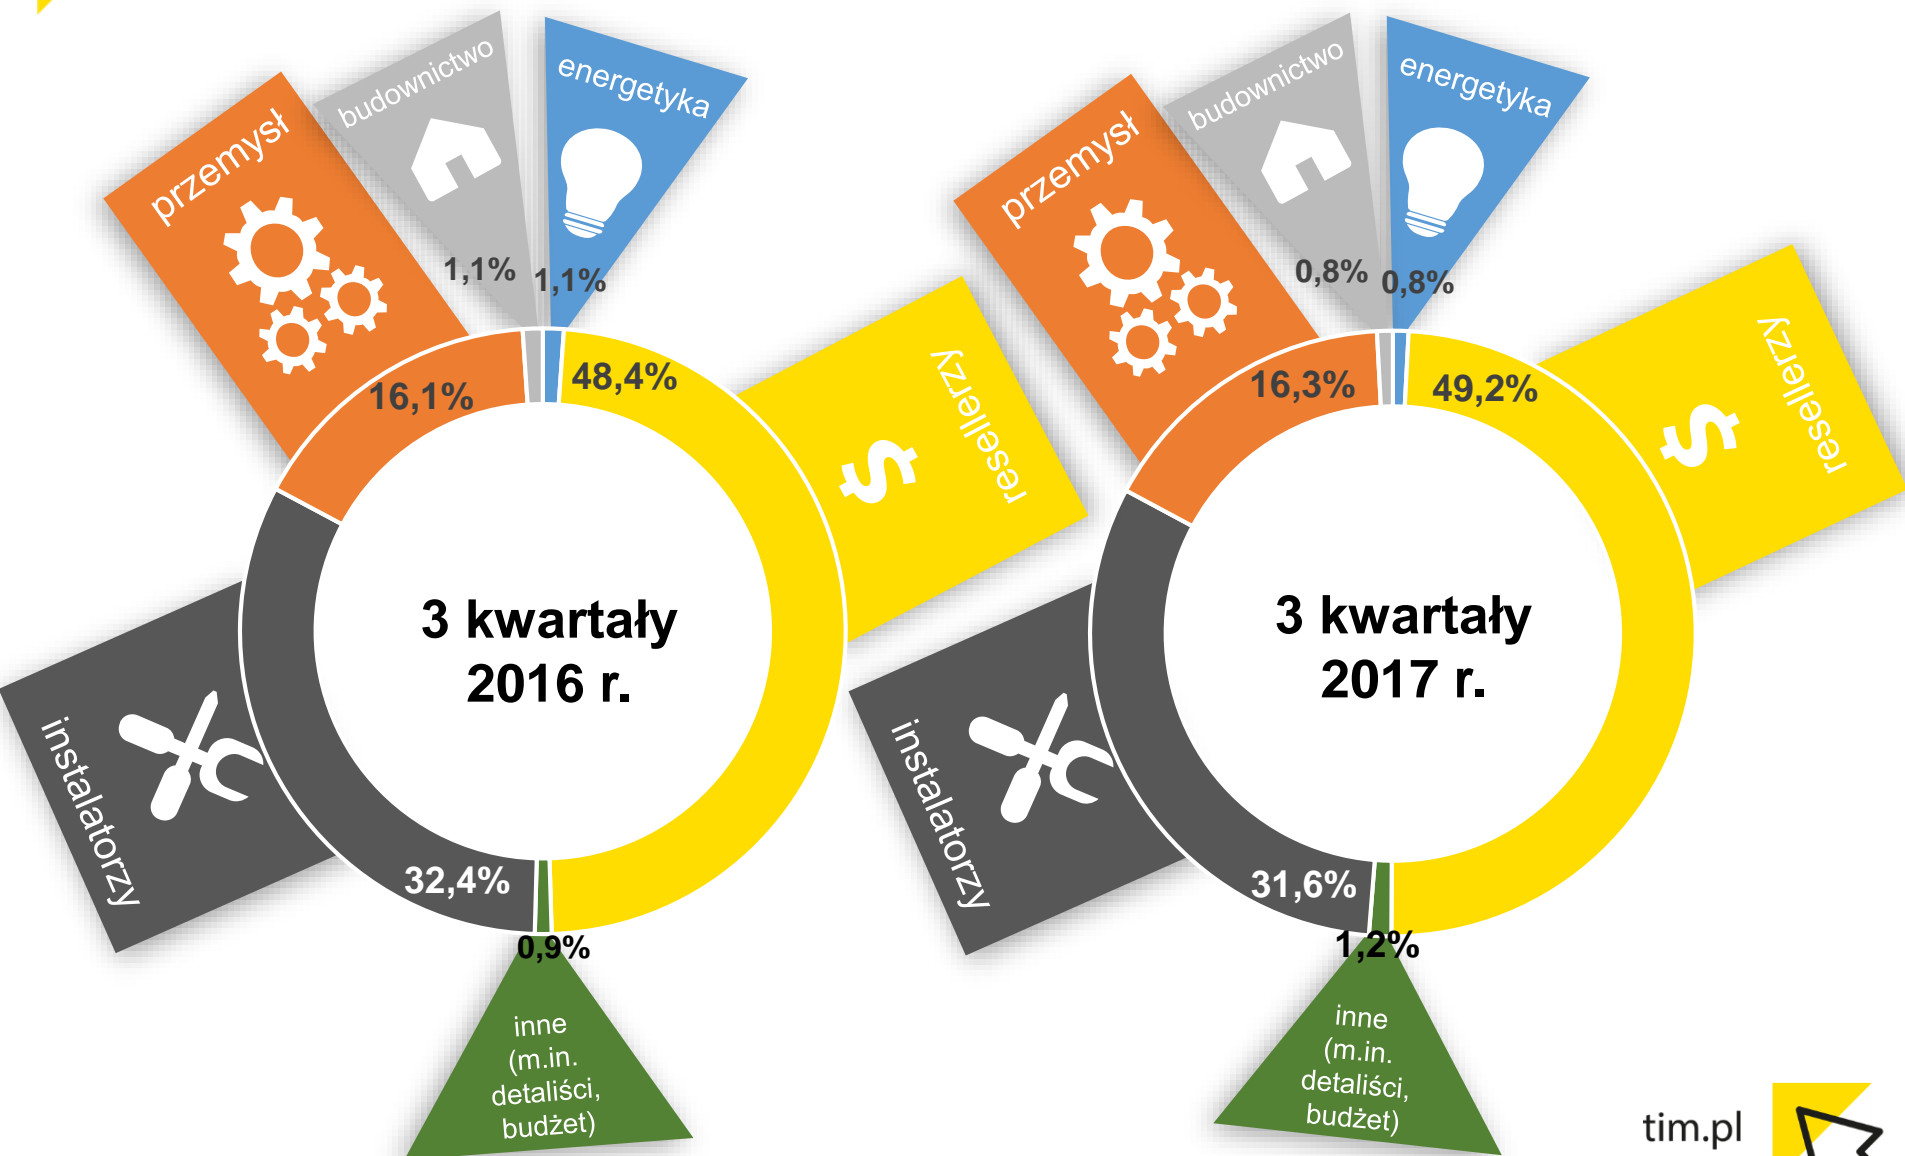 budownictwo
energetyka
przemysł
1,1%
1,1%
48,4%
16,1%
resellerzy
$
3 kwartały
2016 r.
instalatorzy
32,4%
0,9%
inne
(m.in.
detaliści,
budżet)
budownictwo
energetyka
przemysł
0,8%
0,8%
49,2%
16,3%
resellerzy
$
3 kwartały
2017 r.
instalatorzy
31,6%
1,2%
inne
(m.in.
detaliści,
budżet)
tim.pl